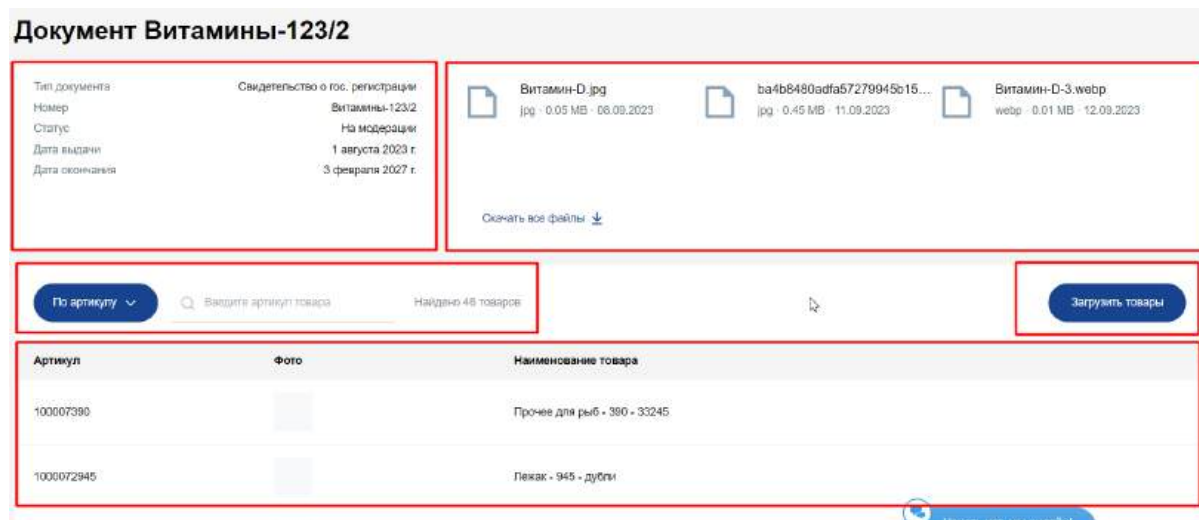 Документ Витамины-123/2
Тип документа Свидетельство о гос. регистрации
Номер Витамины-123/2
Статус На модерации
Дата выдачи 1 августа 2023 г.
Дата окончания 3 февраля 2027 г.
Витамин-D.jpg ba4b8480adfa57279945b15... Витамин-D-3.webp
jpg · 0.05 MB · 08.09.2023 jpg · 0.45 MB · 11.09.2023 webp · 0.01 MB · 12.09.2023
Скачать все файлы
По артикулу Введите артикул товара Найдено 46 товаров Загрузить товары
Артикул Фото Наименование товара
100007390 Прочее для рыб - 390 - 33245
1000072945 Лежак - 945 - дубли